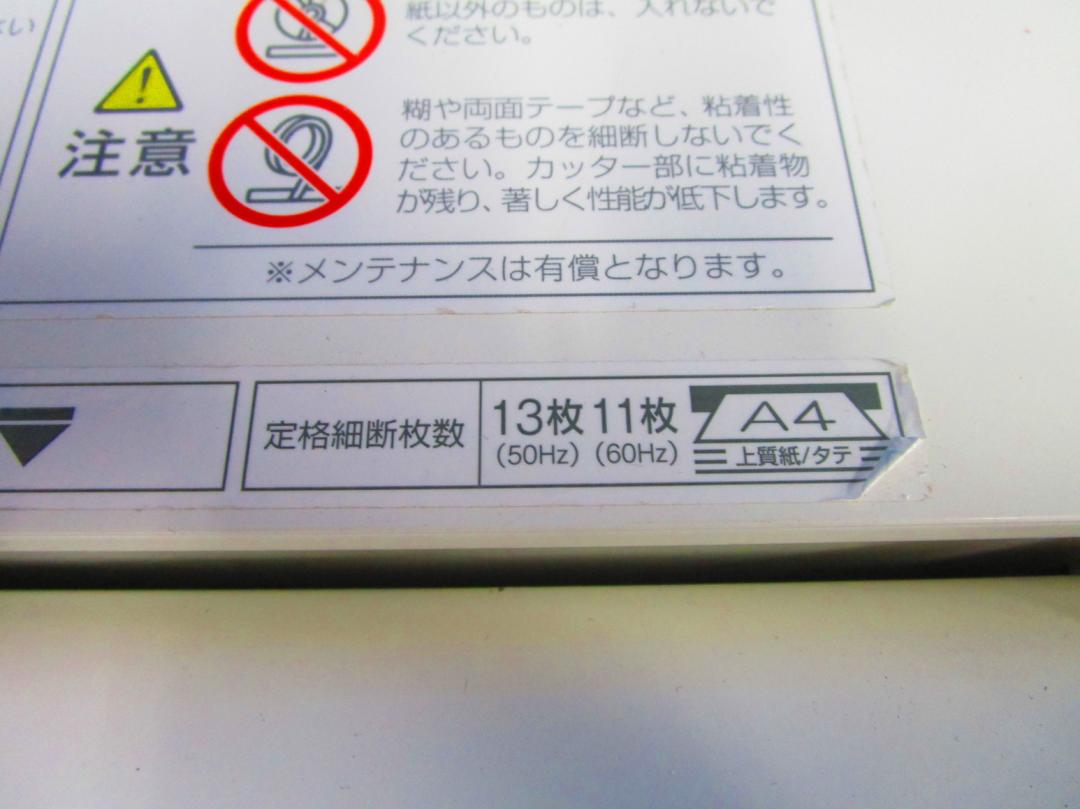 紙以外のものは、入れないで
ください。
注意
糊や両面テープなど、粘着性
のあるものを細断しないでく
ださい。カッター部に粘着物
が残り、著しく性能が低下します。
※メンテナンスは有償となります。
定格細断枚数
13枚 11枚
(50Hz) (60Hz)
A4
上質紙/タテ